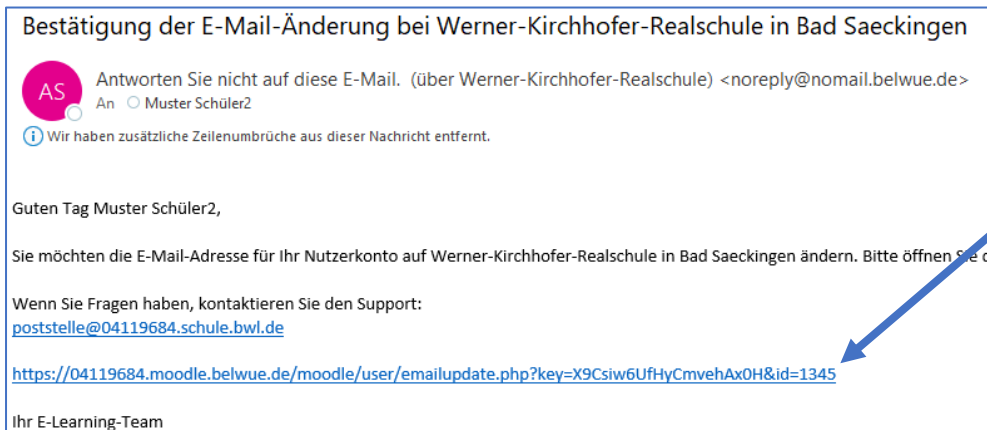 Bestätigung der E-Mail-Änderung bei Werner-Kirchhofer-Realschule in Bad Saeckingen
AS
Antworten Sie nicht auf diese E-Mail. (über Werner-Kirchhofer-Realschule) <noreply@nomail.belwue.de>
An Muster Schüler2
Wir haben zusätzliche Zeilenumbrüche aus dieser Nachricht entfernt.
Guten Tag Muster Schüler2,
Sie möchten die E-Mail-Adresse für Ihr Nutzerkonto auf Werner-Kirchhofer-Realschule in Bad Saeckingen ändern. Bitte öffnen Sie
Wenn Sie Fragen haben, kontaktieren Sie den Support:
poststelle@04119684.schule.bwl.de
https://04119684.moodle.belwue.de/moodle/user/emailupdate.php?key=X9Csiw6UfHyCmvehAx0H&id=1345
Ihr E-Learning-Team